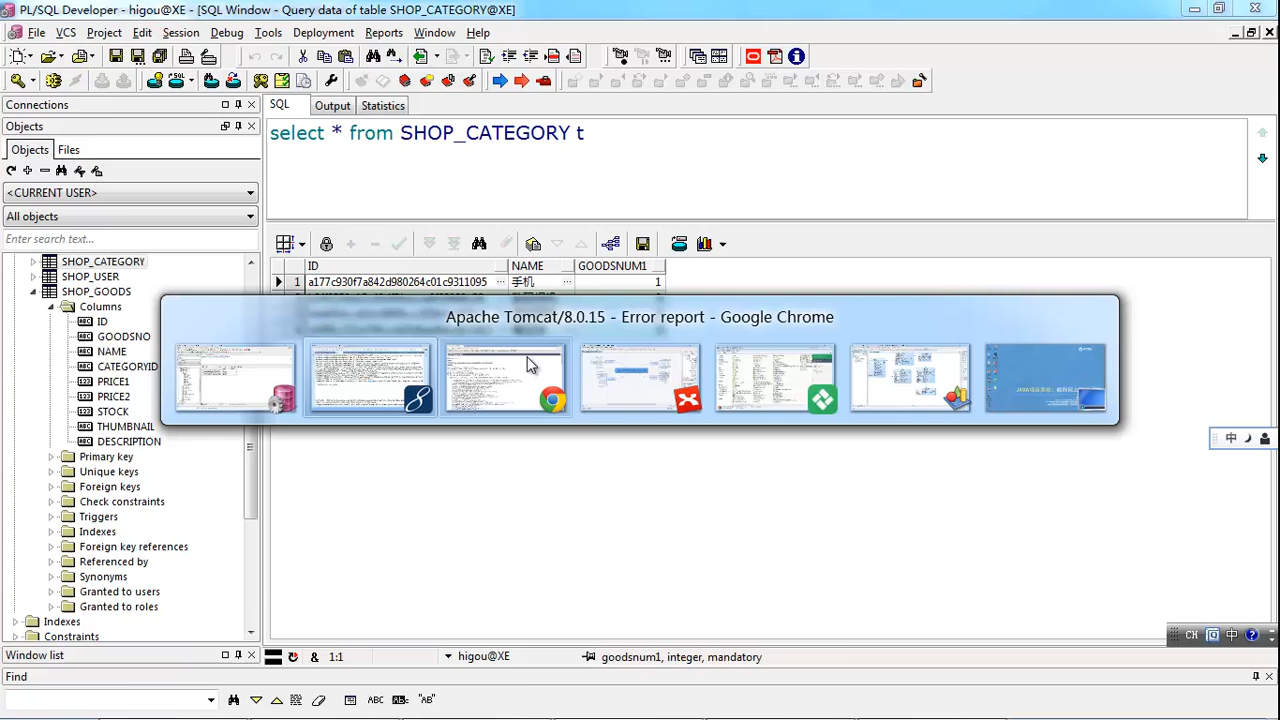 PL/SQL Developer - higou@XE - [SQL Window - Query data of table SHOP_CATEGORY@XE]
File VCS Project Edit Session Debug Tools Deployment Reports Window Help
Connections
Objects
Objects Files
<CURRENT USER>
All objects
Enter search text...
SHOP_CATEGORY
SHOP_USER
SHOP_GOODS
Columns
ID
GOODSNO
NAME
CATEGORYID
PRICE1
PRICE2
STOCK
THUMBNAIL
DESCRIPTION
Primary key
Unique keys
Foreign keys
Check constraints
Triggers
Indexes
Foreign key references
Referenced by
Synonyms
Granted to users
Granted to roles
Indexes
Constraints
Window list
Find
SQL Output Statistics
select * from SHOP_CATEGORY t
ID NAME GOODSNUM1
1 a177c930f7a842d980264c01c9311095 ... 手机 ... 1
Apache Tomcat/8.0.15 - Error report - Google Chrome
中
CH 中
& 1:1 higou@XE goodsnum1, integer, mandatory
ABC "AB"